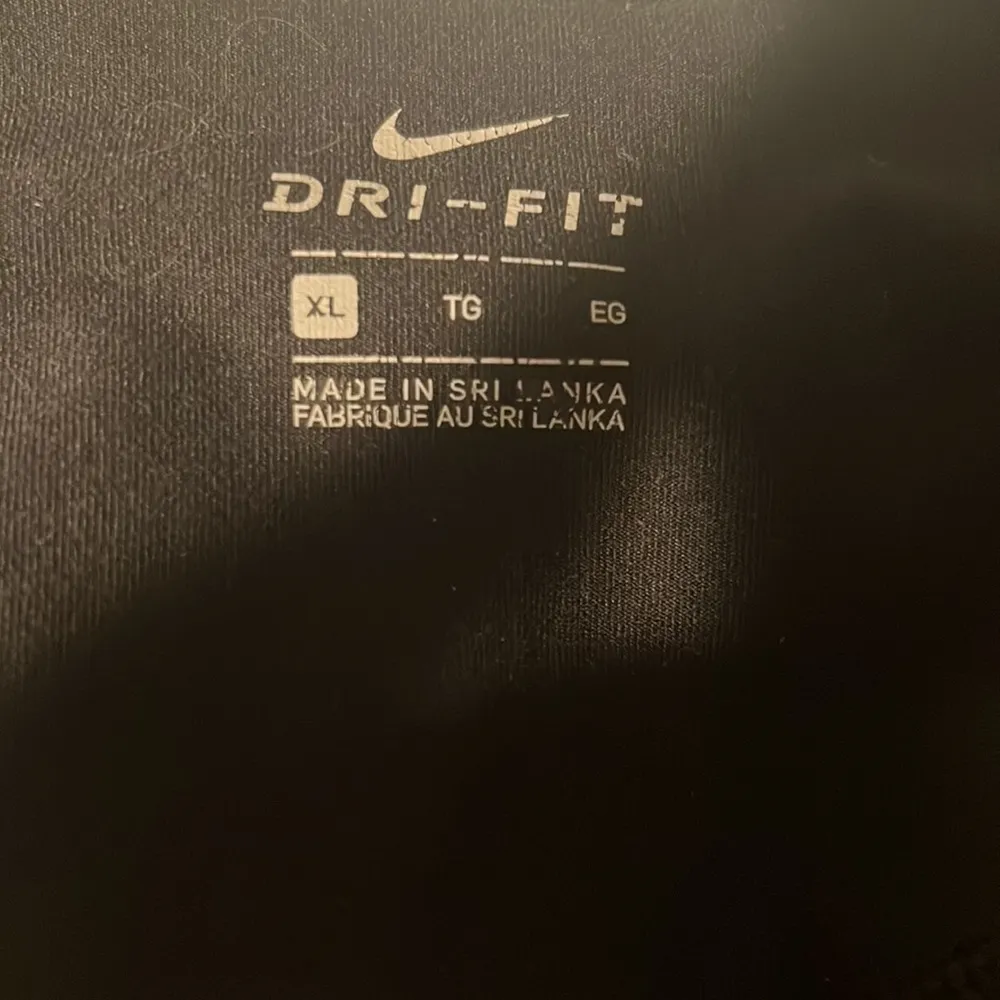 DRI-FIT
XL TG EG
MADE IN SRI LANKA
FABRIQUE AU SRI LANKA